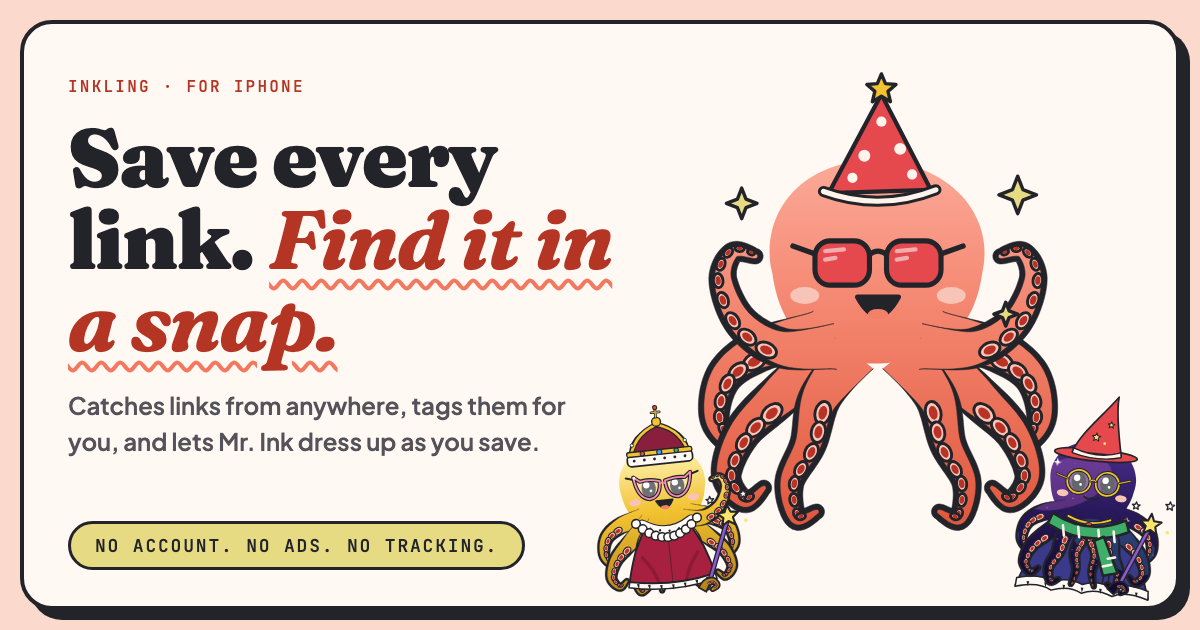 INKLING · FOR IPHONE
Save every
link. Find it in
a snap.
Catches links from anywhere, tags them for
you, and lets Mr. Ink dress up as you save.
NO ACCOUNT. NO ADS. NO TRACKING.